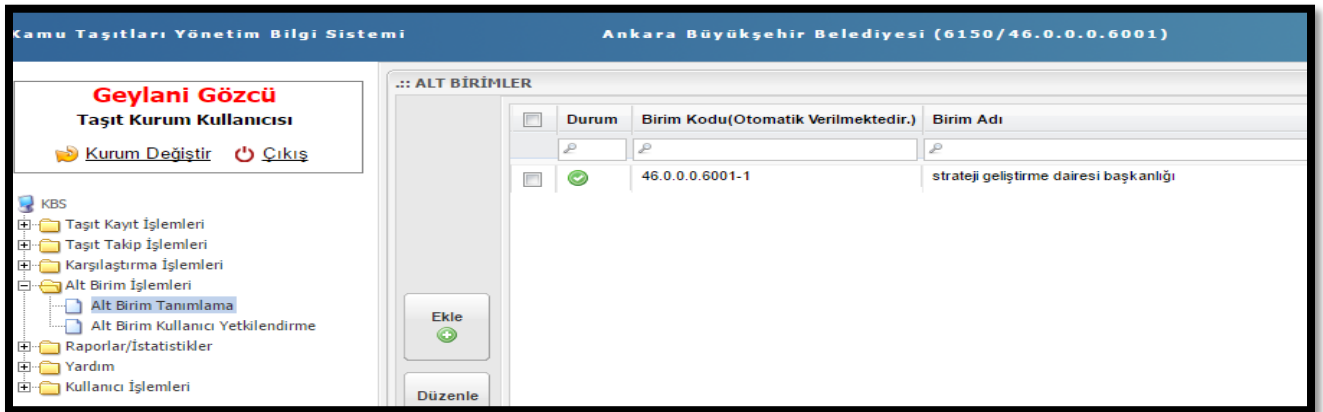 Kamu Taşıtları Yönetim Bilgi Sistemi
Ankara Büyükşehir Belediyesi (6150/46.0.0.0.6001)
Geylani Gözcü
Taşıt Kurum Kullanıcısı
Kurum Değiştir Çıkış
KBS
Taşıt Kayıt İşlemleri
Taşıt Takip İşlemleri
Karşılaştırma İşlemleri
Alt Birim İşlemleri
Alt Birim Tanımlama
Alt Birim Kullanıcı Yetkilendirme
Raporlar/İstatistikler
Yardım
Kullanıcı İşlemleri
.:: ALT BİRİMLER
Durum Birim Kodu(Otomatik Verilmektedir.) Birim Adı
46.0.0.0.6001-1 strateji geliştirme dairesi başkanlığı
Ekle
Düzenle